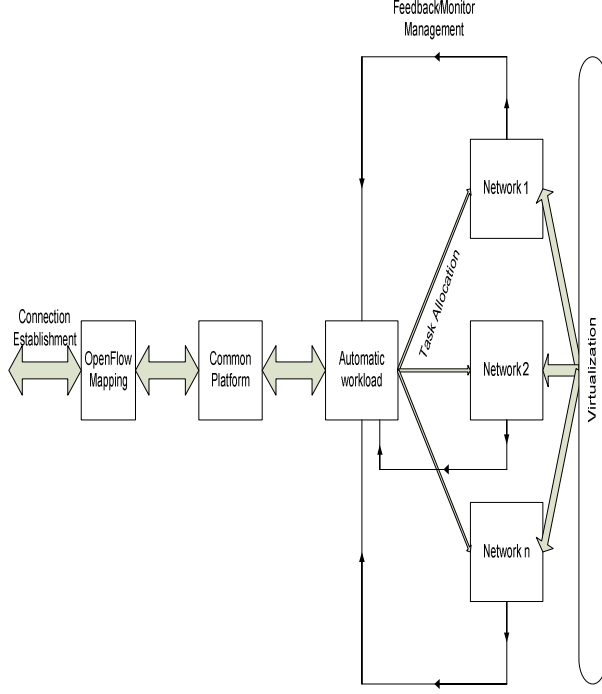 Feedback/Monitor
Management
Network 1
Task Allocation
Connection
Establishment
OpenFlow
Mapping
Common
Platform
Automatic
workload
Network 2
Virtualization
Network n